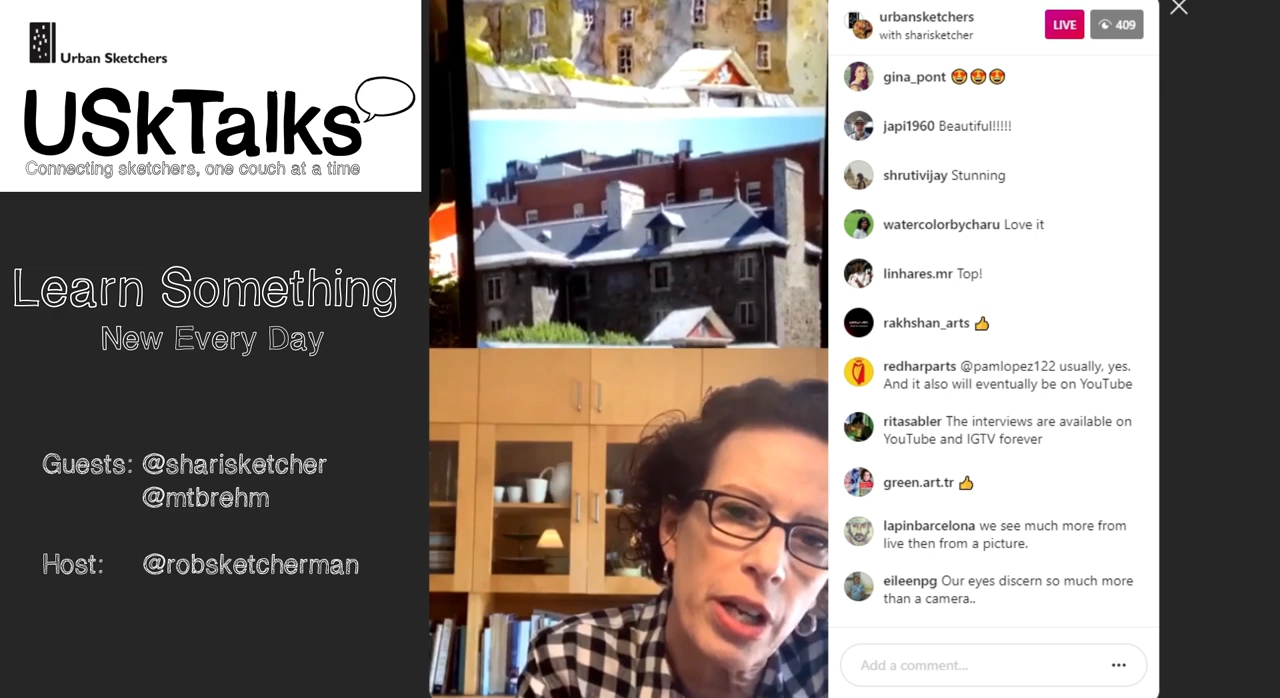 Urban Sketchers
USkTalks
Connecting sketchers, one couch at a time
Learn Something
New Every Day
Guests: @sharisketcher
@mtbrehm
Host: @robsketcherman
urbansketchers
with sharisketcher
LIVE
409
gina_pont 😍😍😍
japi1960 Beautiful!!!!!
shrutivijay Stunning
watercolorbycharu Love it
linhares.mr Top!
rakhshan_arts 👍
redharparts @pamlopez122 usually, yes.
And it also will eventually be on YouTube
ritasabler The interviews are available on
YouTube and IGTV forever
green.art.tr 👍
lapinbarcelona we see much more from
live then from a picture.
eileenpg Our eyes discern so much more
than a camera..
Add a comment...